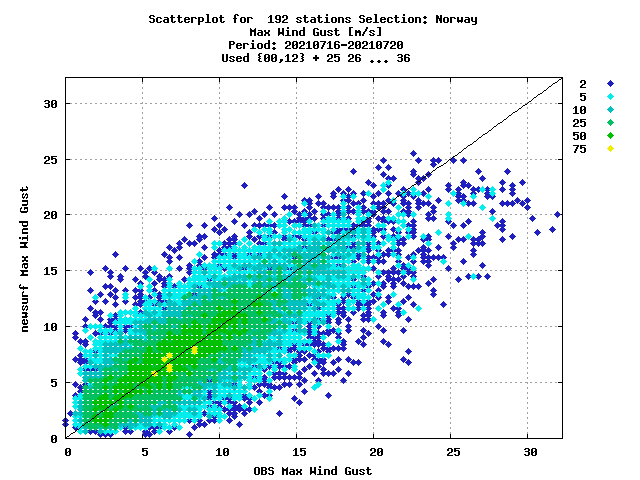 Scatterplot for 192 stations Selection: Norway
Max Wind Gust [m/s]
Period: 20210716-20210720
Used {00,12} + 25 26 ... 36
2
5
10
25
50
75
newsurf Max Wind Gust
30
25
20
15
10
5
0
0 5 10 15 20 25 30
OBS Max Wind Gust